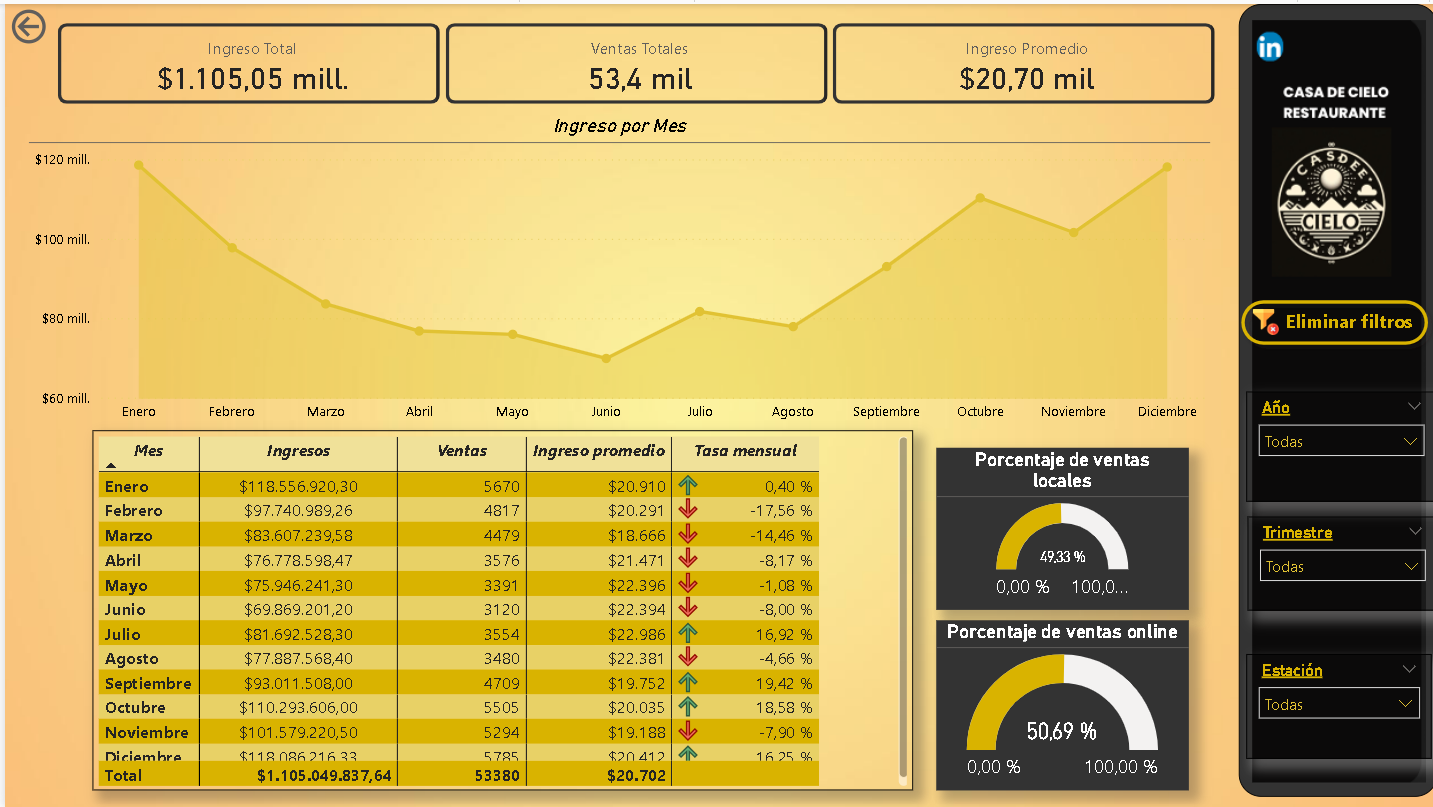 Ingreso Total
$1.105,05 mill.
Ventas Totales
53,4 mil
Ingreso Promedio
$20,70 mil
Ingreso por Mes
$120 mill.
$100 mill.
$80 mill.
$60 mill.
Enero Febrero Marzo Abril Mayo Junio Julio Agosto Septiembre Octubre Noviembre Diciembre
Mes Ingresos Ventas Ingreso promedio Tasa mensual
Enero $118.556.920,30 5670 $20.910 0,40 %
Febrero $97.740.989,26 4817 $20.291 -17,56 %
Marzo $83.607.239,58 4479 $18.666 -14,46 %
Abril $76.778.598,47 3576 $21.471 -8,17 %
Mayo $75.946.241,30 3391 $22.396 -1,08 %
Junio $69.869.201,20 3120 $22.394 -8,00 %
Julio $81.692.528,30 3554 $22.986 16,92 %
Agosto $77.887.568,40 3480 $22.381 -4,66 %
Septiembre $93.011.508,00 4709 $19.752 19,42 %
Octubre $110.293.606,00 5505 $20.035 18,58 %
Noviembre $101.579.220,50 5294 $19.188 -7,90 %
Diciembre $118.086.216,33 5785 $20.412 16,25 %
Total $1.105.049.837,64 53380 $20.702
Porcentaje de ventas
locales
49,33 %
0,00 % 100,0...
Porcentaje de ventas online
50,69 %
0,00 % 100,00 %
in
CASA DE CIELO
RESTAURANTE
CASDEE
CIELO
Eliminar filtros
Año
Todas
Trimestre
Todas
Estación
Todas